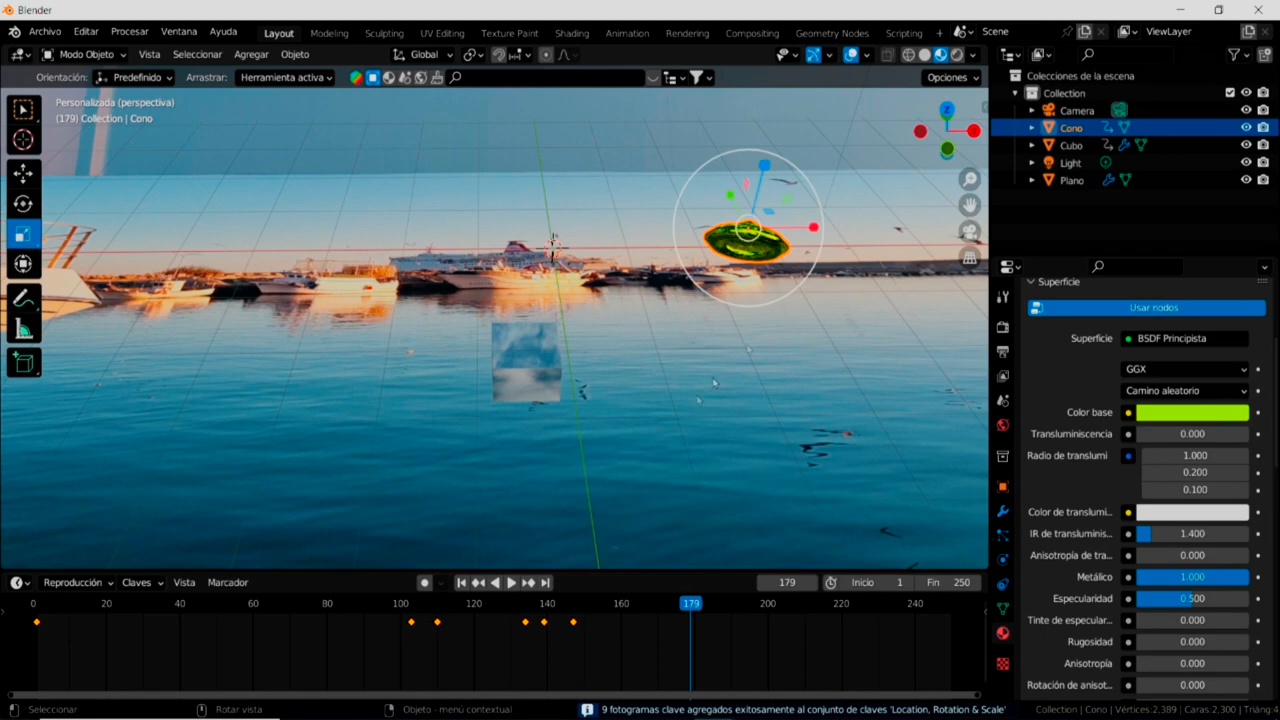 Blender
Archivo Editar Procesar Ventana Ayuda Layout Modeling Sculpting UV Editing Texture Paint Shading Animation Rendering Compositing Geometry Nodes Scripting + Scene ViewLayer
Modo Objeto Vista Seleccionar Agregar Objeto Global
Orientación: Predefinido Arrastrar: Herramienta activa Opciones
Personalizada (perspectiva)
(179) Collection | Cono
Z
Colecciones de la escena
Collection
Camera
Cono
Cubo
Light
Plano
Superficie
Usar nodos
Superficie BSDF Principista
GGX
Camino aleatorio
Color base
Transluminiscencia 0.000
Radio de translumi 1.000
0.200
0.100
Color de translumi...
IR de transluminis... 1.400
Anisotropía de tra... 0.000
Metálico 1.000
Especularidad 0.500
Tinte de especular... 0.000
Rugosidad 0.000
Anisotropía 0.000
Rotación de anisot... 0.000
Reproducción Claves Vista Marcador 179 Inicio 1 Fin 250
0 20 40 60 80 100 120 140 160 179 200 220 240
Seleccionar Rotar vista Objeto - menú contextual 9 fotogramas clave agregados exitosamente al conjunto de claves 'Location, Rotation & Scale' Collection | Cono | Vértices:2,389 | Caras:2,300 | Triáng:4